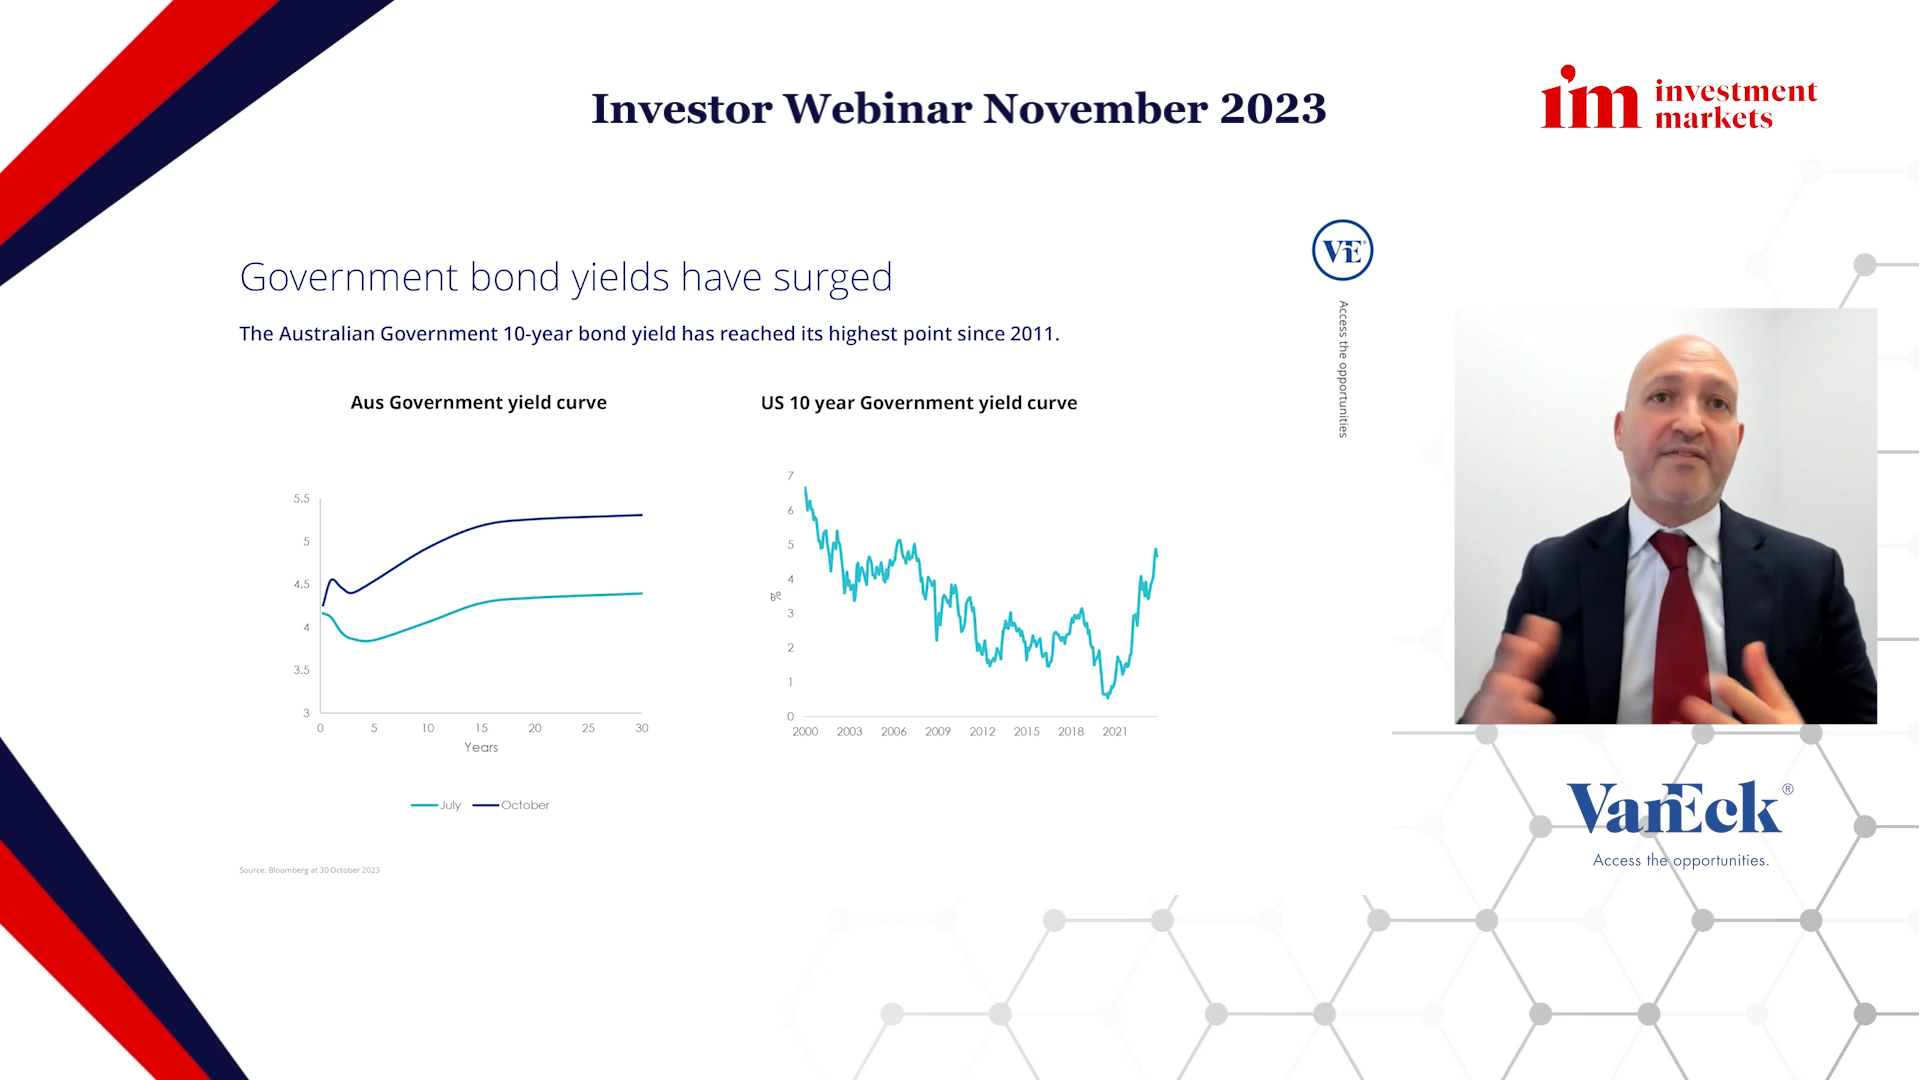 Investor Webinar November 2023
im investment
markets
VE
Access the opportunities
Government bond yields have surged
The Australian Government 10-year bond yield has reached its highest point since 2011.
Aus Government yield curve
5.5
5
4.5
4
3.5
3
0 5 10 15 20 25 30
Years
July October
US 10 year Government yield curve
7
6
5
4
3
2
1
0
%
2000 2003 2006 2009 2012 2015 2018 2021
Source: Bloomberg at 30 October 2023
VanEck®
Access the opportunities.